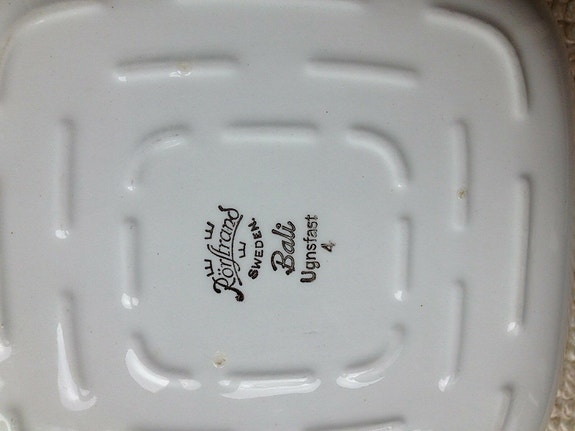 Rörstrand
SWEDEN.
Bali
Ugnsfast
4